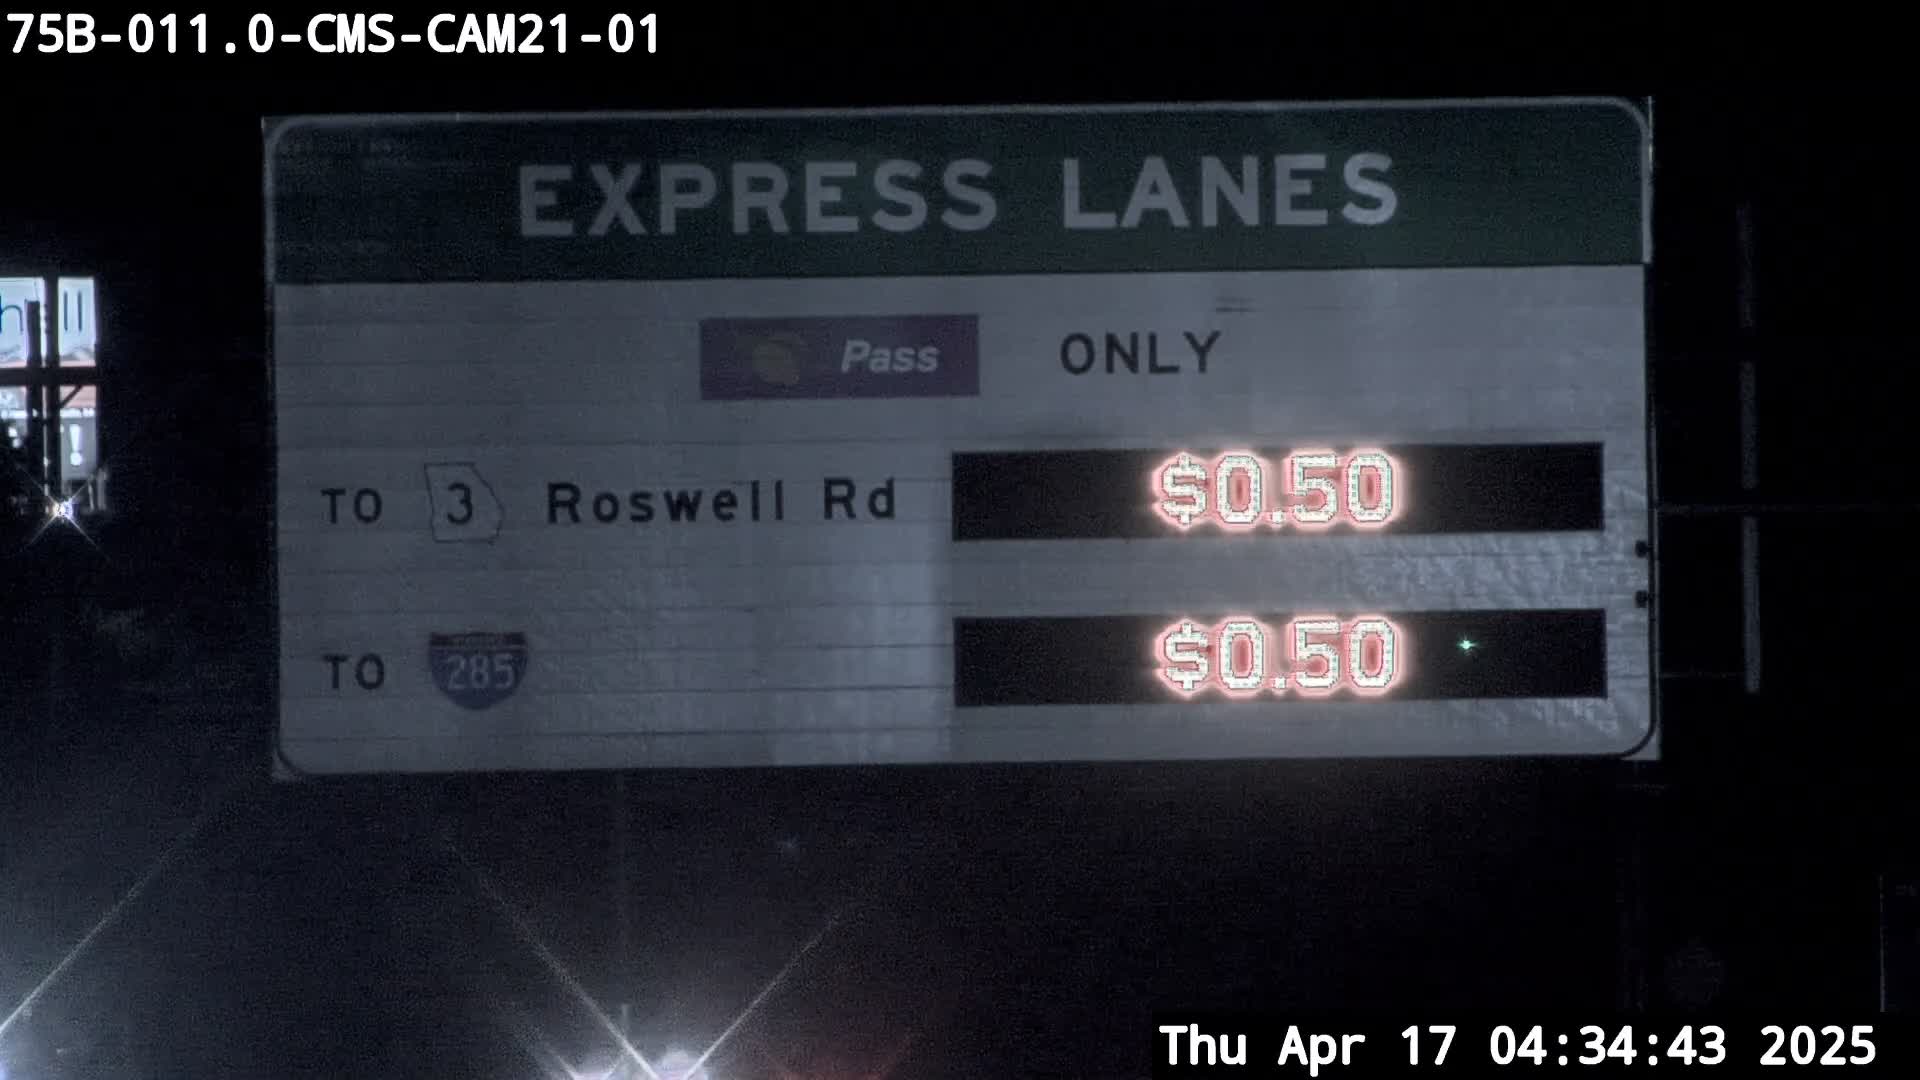 75B-011.0-CMS-CAM21-01
EXPRESS LANES
Pass ONLY
TO 3 Roswell Rd $0.50
TO 285 $0.50
Thu Apr 17 04:34:43 2025